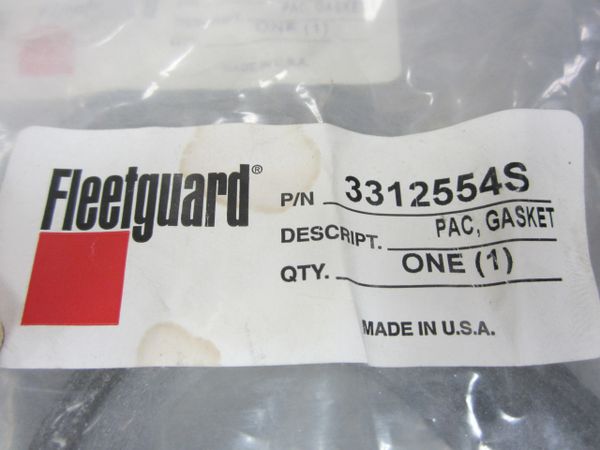 Fleetguard®
P/N 3312554S
DESCRIPT. PAC, GASKET
QTY. ONE (1)
MADE IN U.S.A.